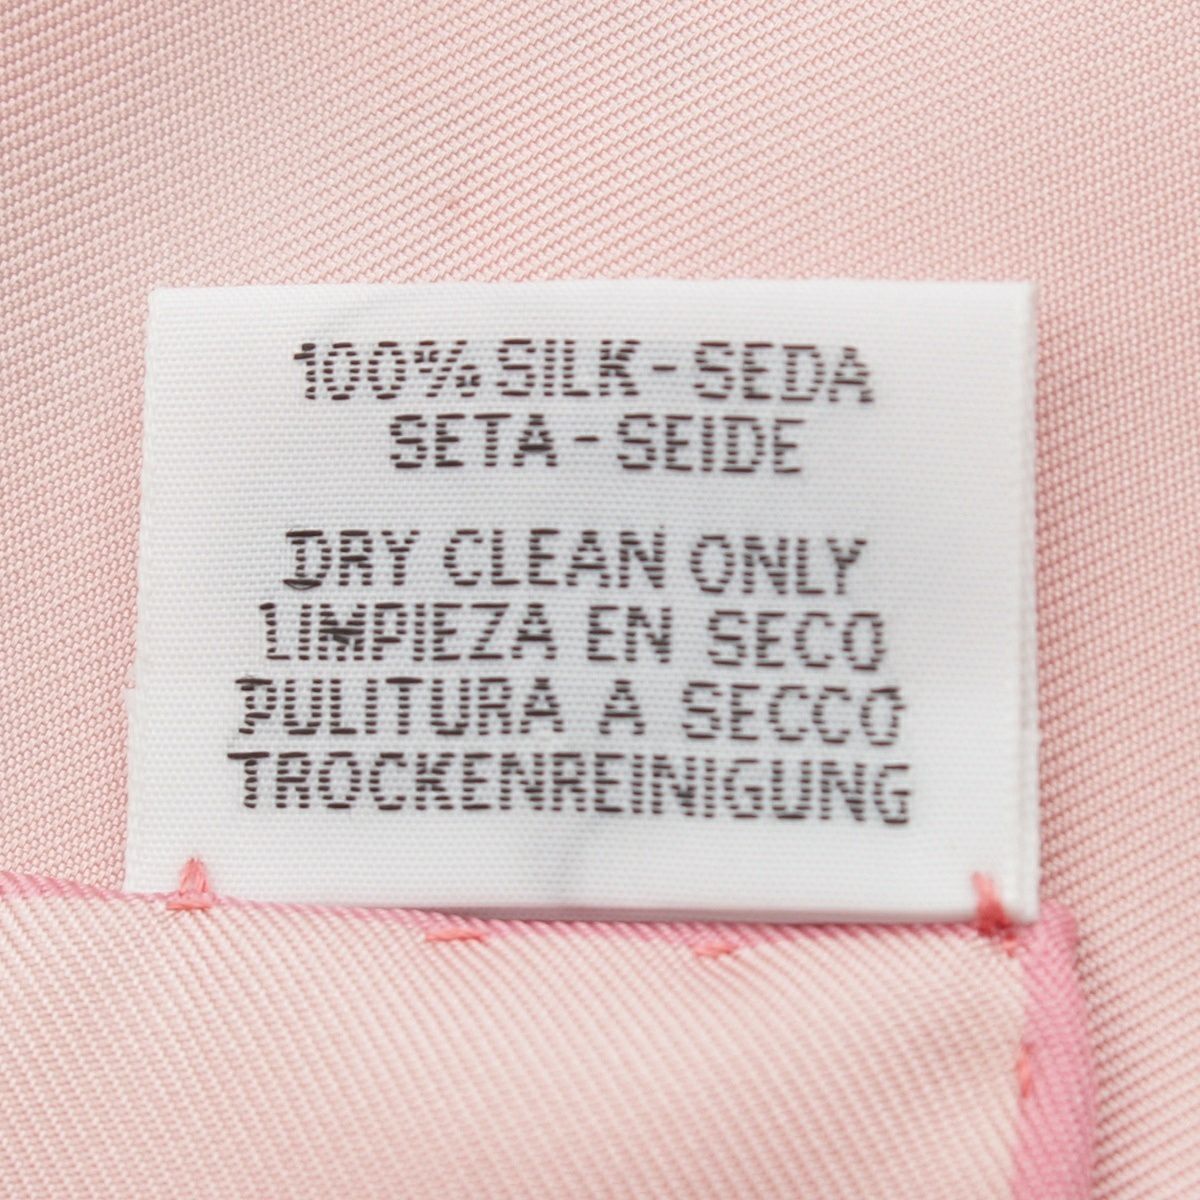 100% SILK - SEDA
SETA - SEIDE
DRY CLEAN ONLY
LIMPIEZA EN SECO
PULITURA A SECCO
TROCKENREINIGUNG